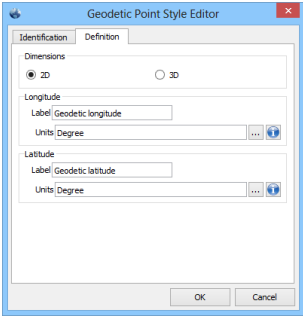 Geodetic Point Style Editor
Identification Definition
Dimensions
2D 3D
Longitude
Label Geodetic longitude
Units Degree ...
Latitude
Label Geodetic latitude
Units Degree ...
OK Cancel